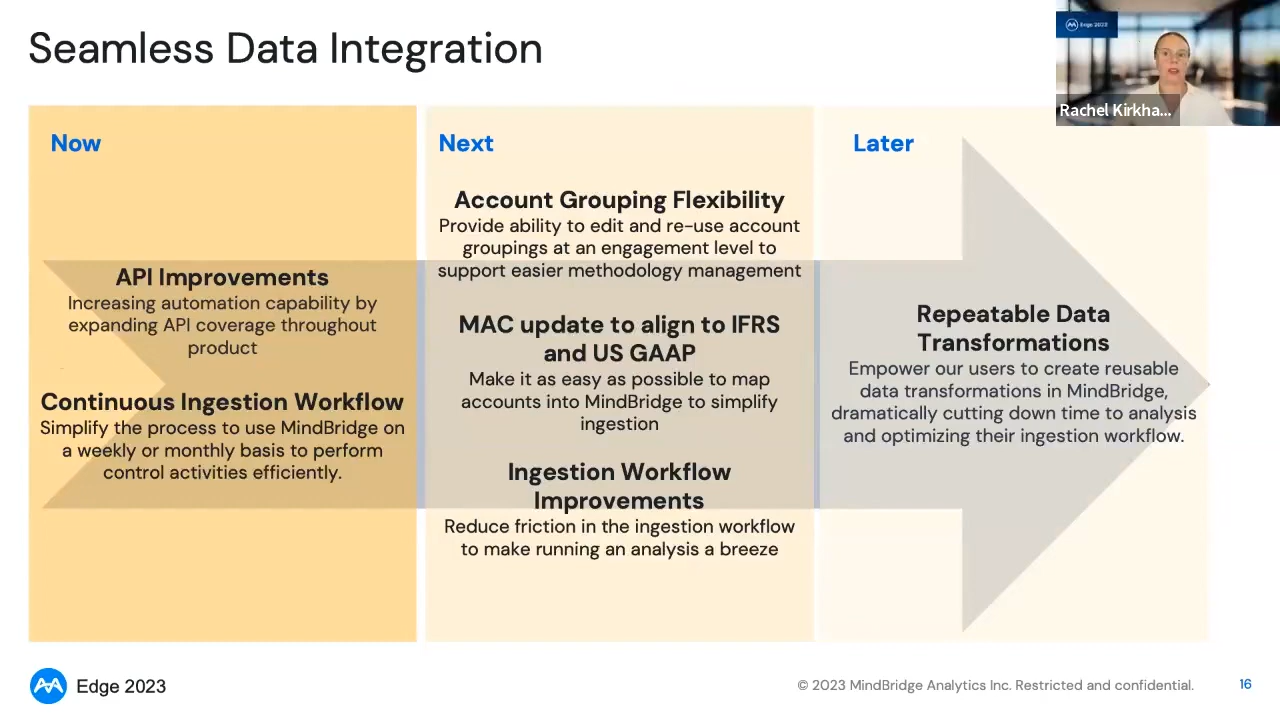 Seamless Data Integration
Edge 2023
Rachel Kirkha...
Now
API Improvements
Increasing automation capability by
expanding API coverage throughout
product
Continuous Ingestion Workflow
Simplify the process to use MindBridge on
a weekly or monthly basis to perform
control activities efficiently.
Next
Account Grouping Flexibility
Provide ability to edit and re-use account
groupings at an engagement level to
support easier methodology management
MAC update to align to IFRS
and US GAAP
Make it as easy as possible to map
accounts into MindBridge to simplify
ingestion
Ingestion Workflow
Improvements
Reduce friction in the ingestion workflow
to make running an analysis a breeze
Later
Repeatable Data
Transformations
Empower our users to create reusable
data transformations in MindBridge,
dramatically cutting down time to analysis
and optimizing their ingestion workflow.
Edge 2023
© 2023 MindBridge Analytics Inc. Restricted and confidential.
16